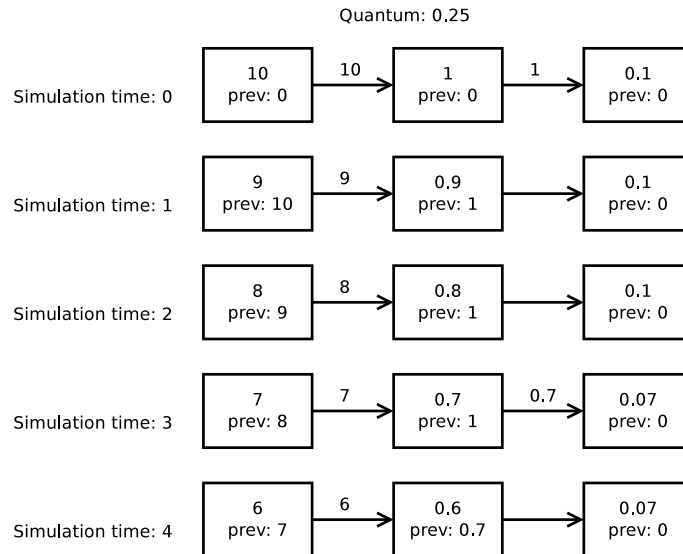 Quantum: 0.25
10 1
Simulation time: 0 10 prev: 0 1 prev: 0 0.1 prev: 0
9
Simulation time: 1 9 prev: 10 0.9 prev: 1 0.1 prev: 0
8
Simulation time: 2 8 prev: 9 0.8 prev: 1 0.1 prev: 0
7 0.7
Simulation time: 3 7 prev: 8 0.7 prev: 1 0.07 prev: 0
6
Simulation time: 4 6 prev: 7 0.6 prev: 0.7 0.07 prev: 0